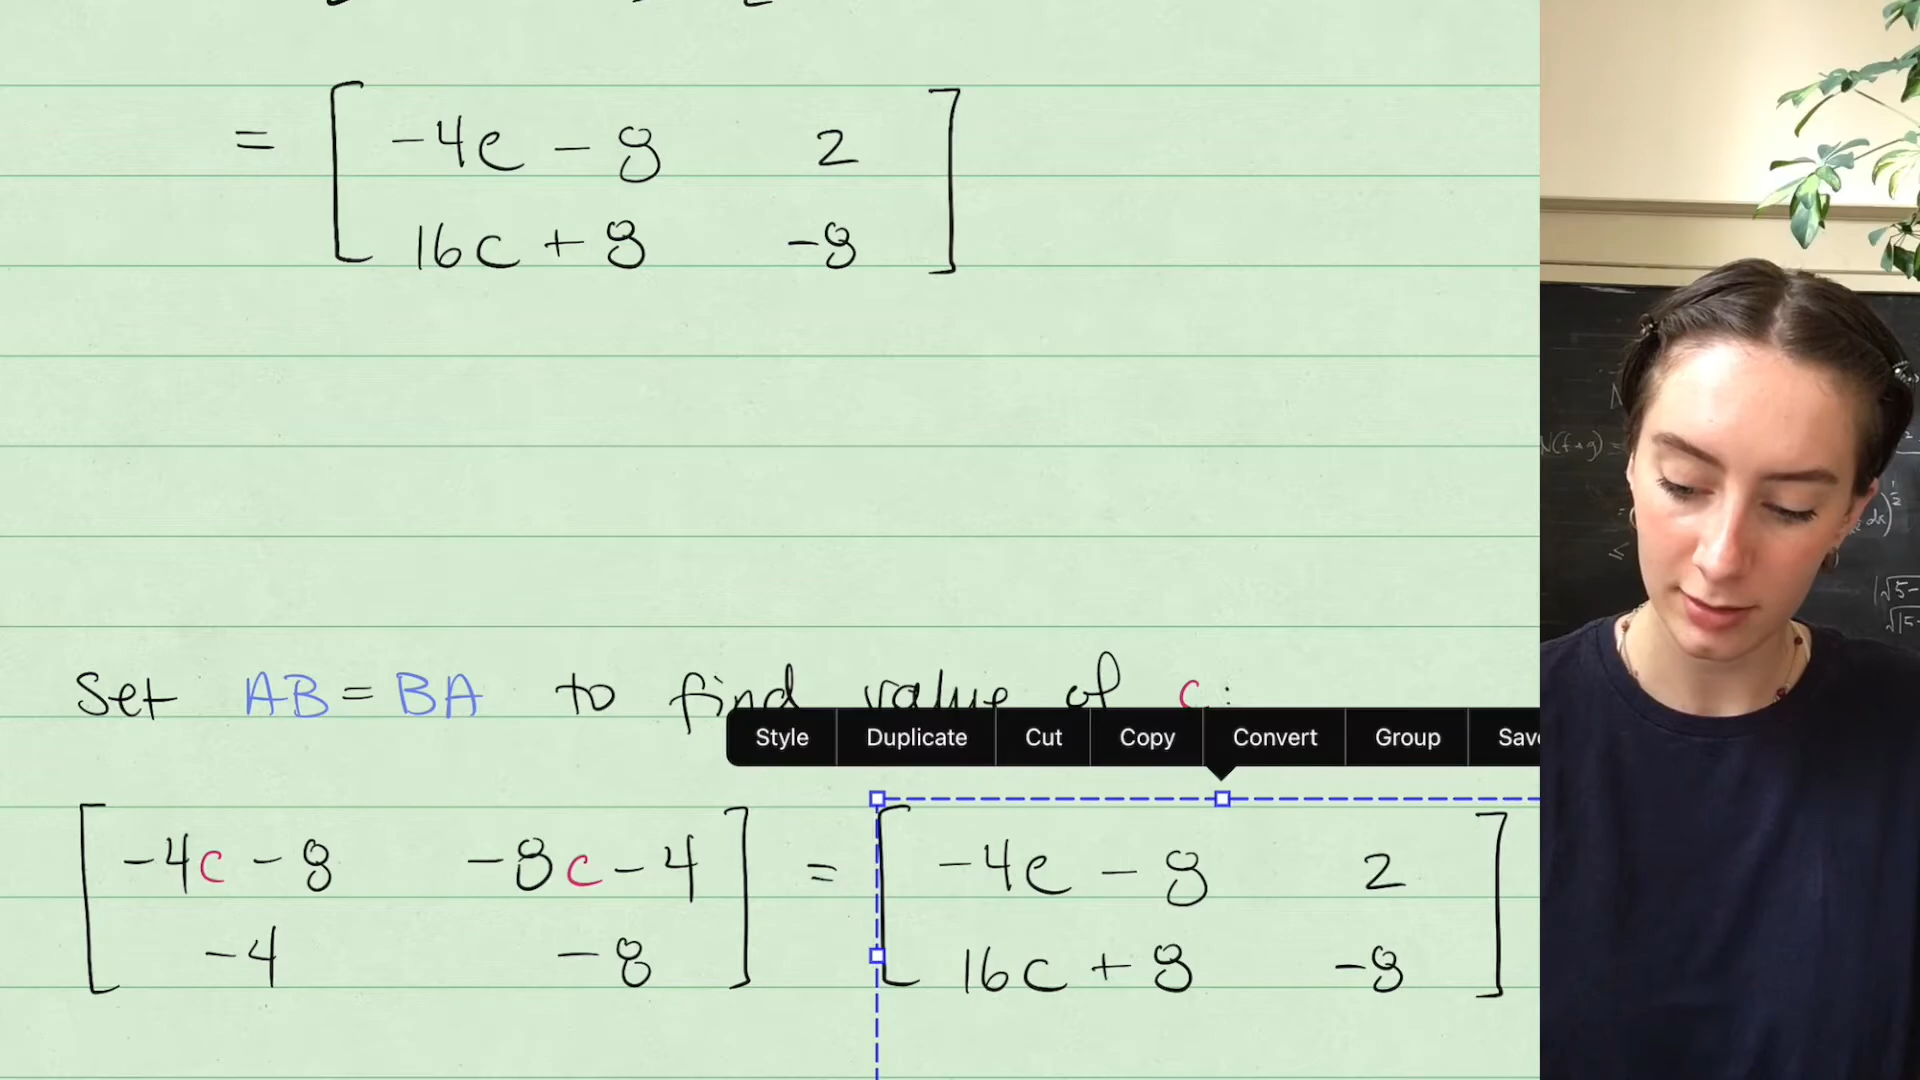 = [ -4c - 8 2
16c + 8 -8 ]
Set AB = BA to find value of c:
Style Duplicate Cut Copy Convert Group Save
[ -4c - 8 -8c - 4 ] = [ -4c - 8 2 ]
-4 -8 16c + 8 -8
N(f+g) =
≤